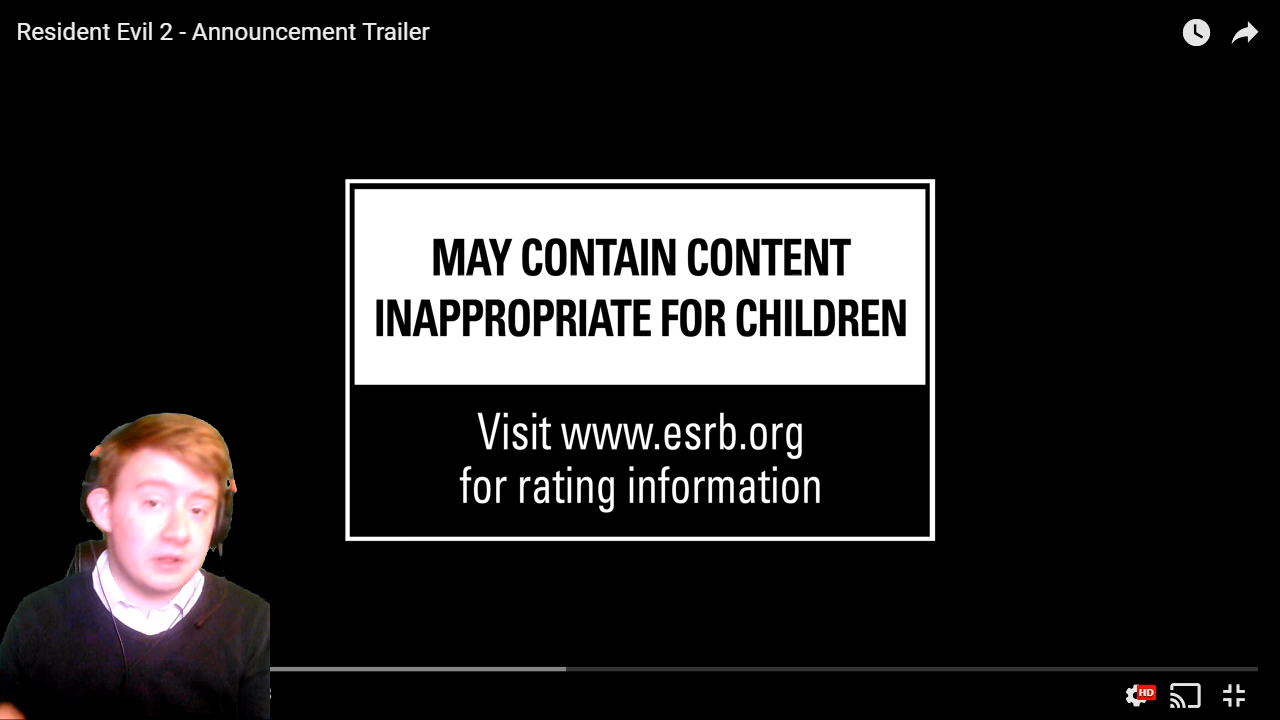 Resident Evil 2 - Announcement Trailer
MAY CONTAIN CONTENT
INAPPROPRIATE FOR CHILDREN
Visit www.esrb.org
for rating information
HD